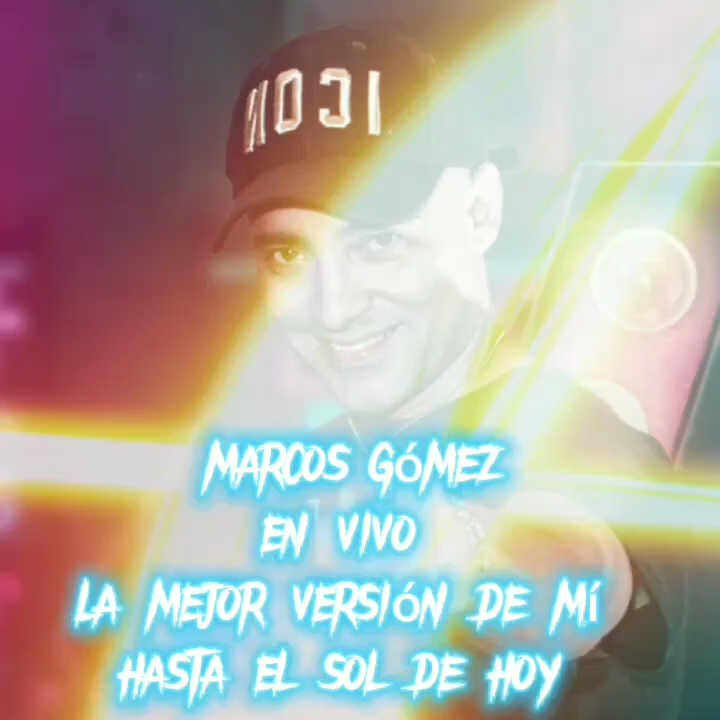 ICON
MARCOS GÓMEZ
EN VIVO
LA MEJOR VERSIÓN DE MÍ
HASTA EL SOL DE HOY